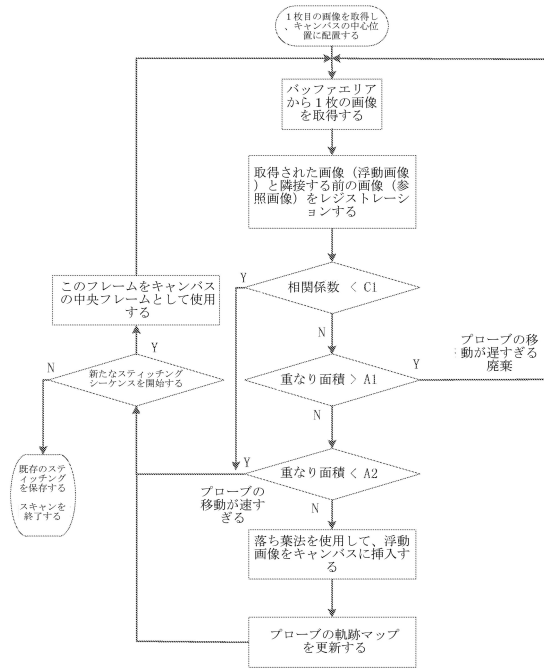 1枚目の画像を取得し
、キャンバスの中心位
置に配置する
バッファエリア
から1枚の画像
を取得する
取得された画像（浮動画像
）と隣接する前の画像（参
照画像）をレジストレーシ
ョンする
Y
相関係数 < C1
このフレームをキャンバス
の中央フレームとして使用
する
N
Y
プローブの移
動が遅すぎる
廃棄
N
新たなスティッチング
シーケンスを開始する
重なり面積 > A1
Y
N
既存のステ
ィッチング
を保存する
スキャンを
終了する
Y
重なり面積 < A2
プローブの
移動が速す
ぎる
N
落ち葉法を使用して、浮動
画像をキャンバスに挿入す
る
プローブの軌跡マップ
を更新する